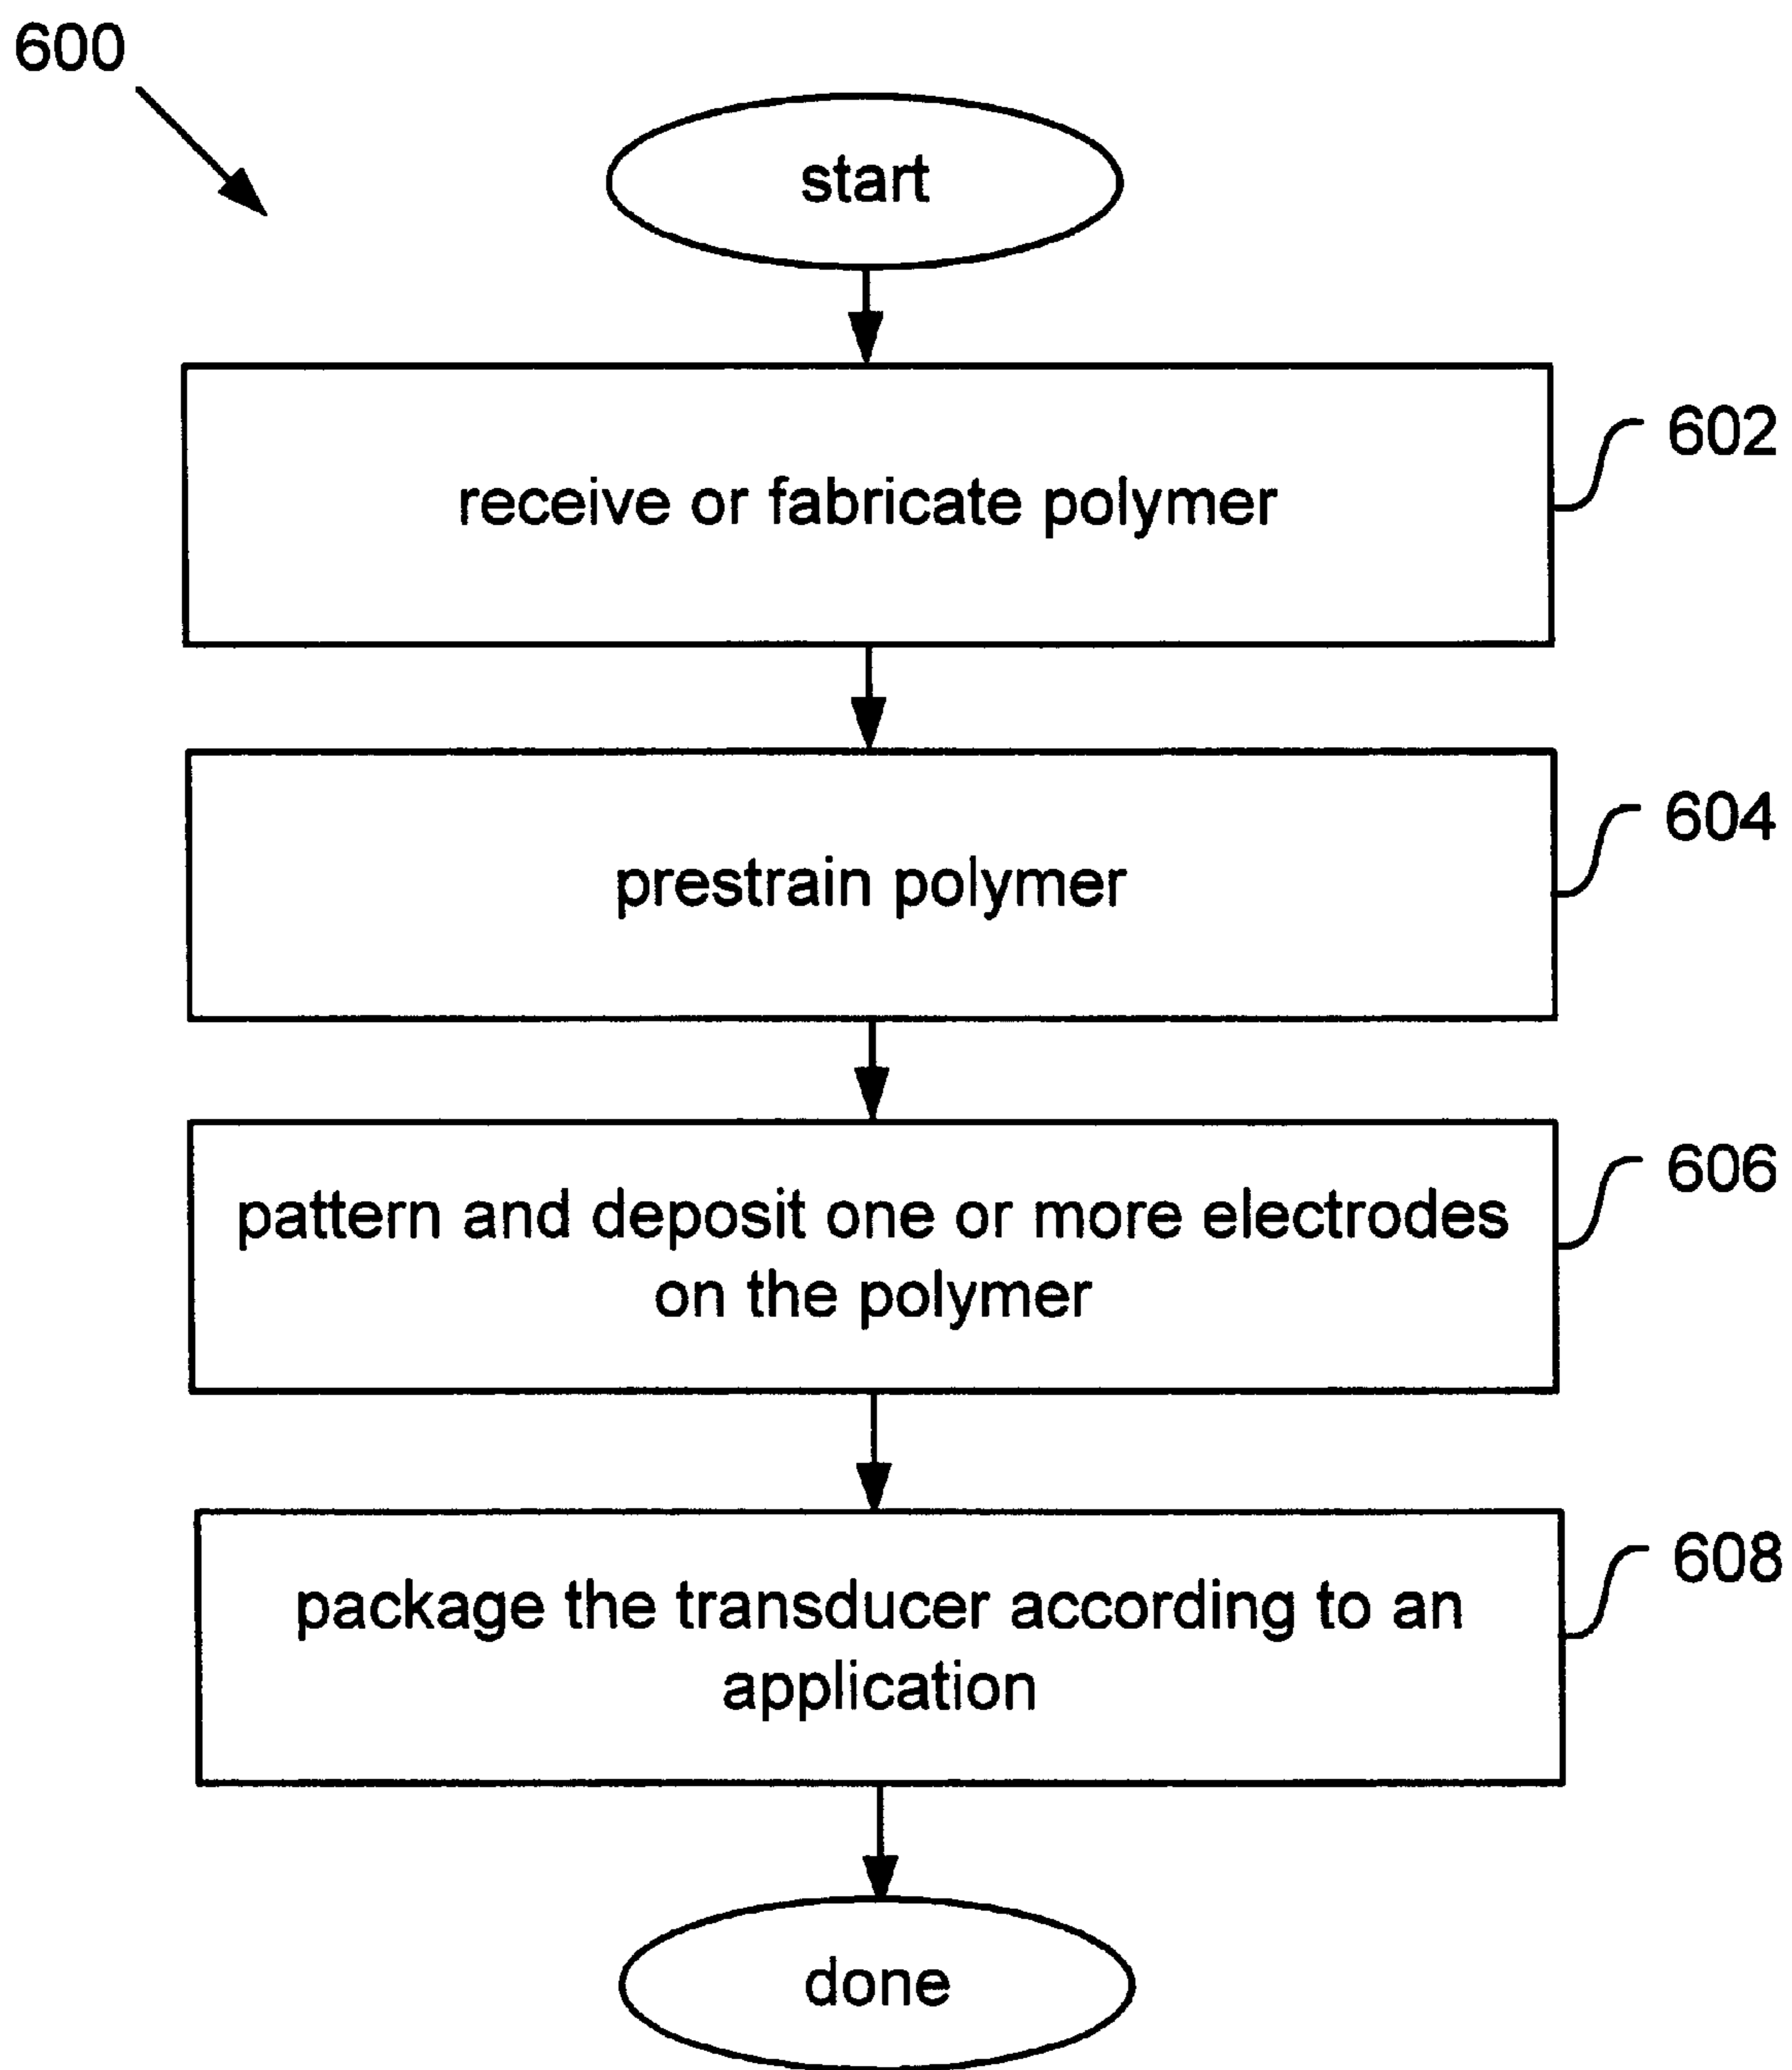 600
start
receive or fabricate polymer
602
prestrain polymer
604
pattern and deposit one or more electrodes
on the polymer
606
package the transducer according to an
application
608
done